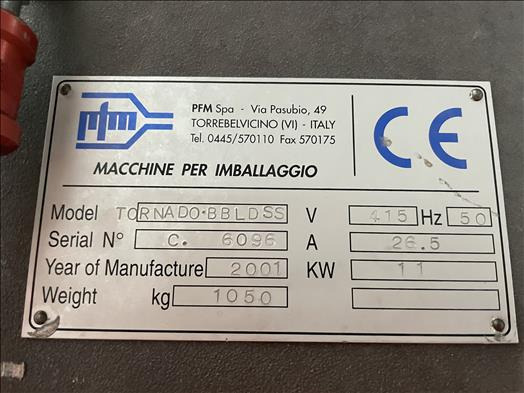 pfm
PFM Spa - Via Pasubio, 49
TORREBELVICINO (VI) - ITALY
Tel. 0445/570110 Fax 570175
CE
MACCHINE PER IMBALLAGGIO
Model TORNADO·BBLDSS V 415 Hz 50
Serial N° C. 6096 A 26.5
Year of Manufacture 2001 KW 11
Weight kg 1050